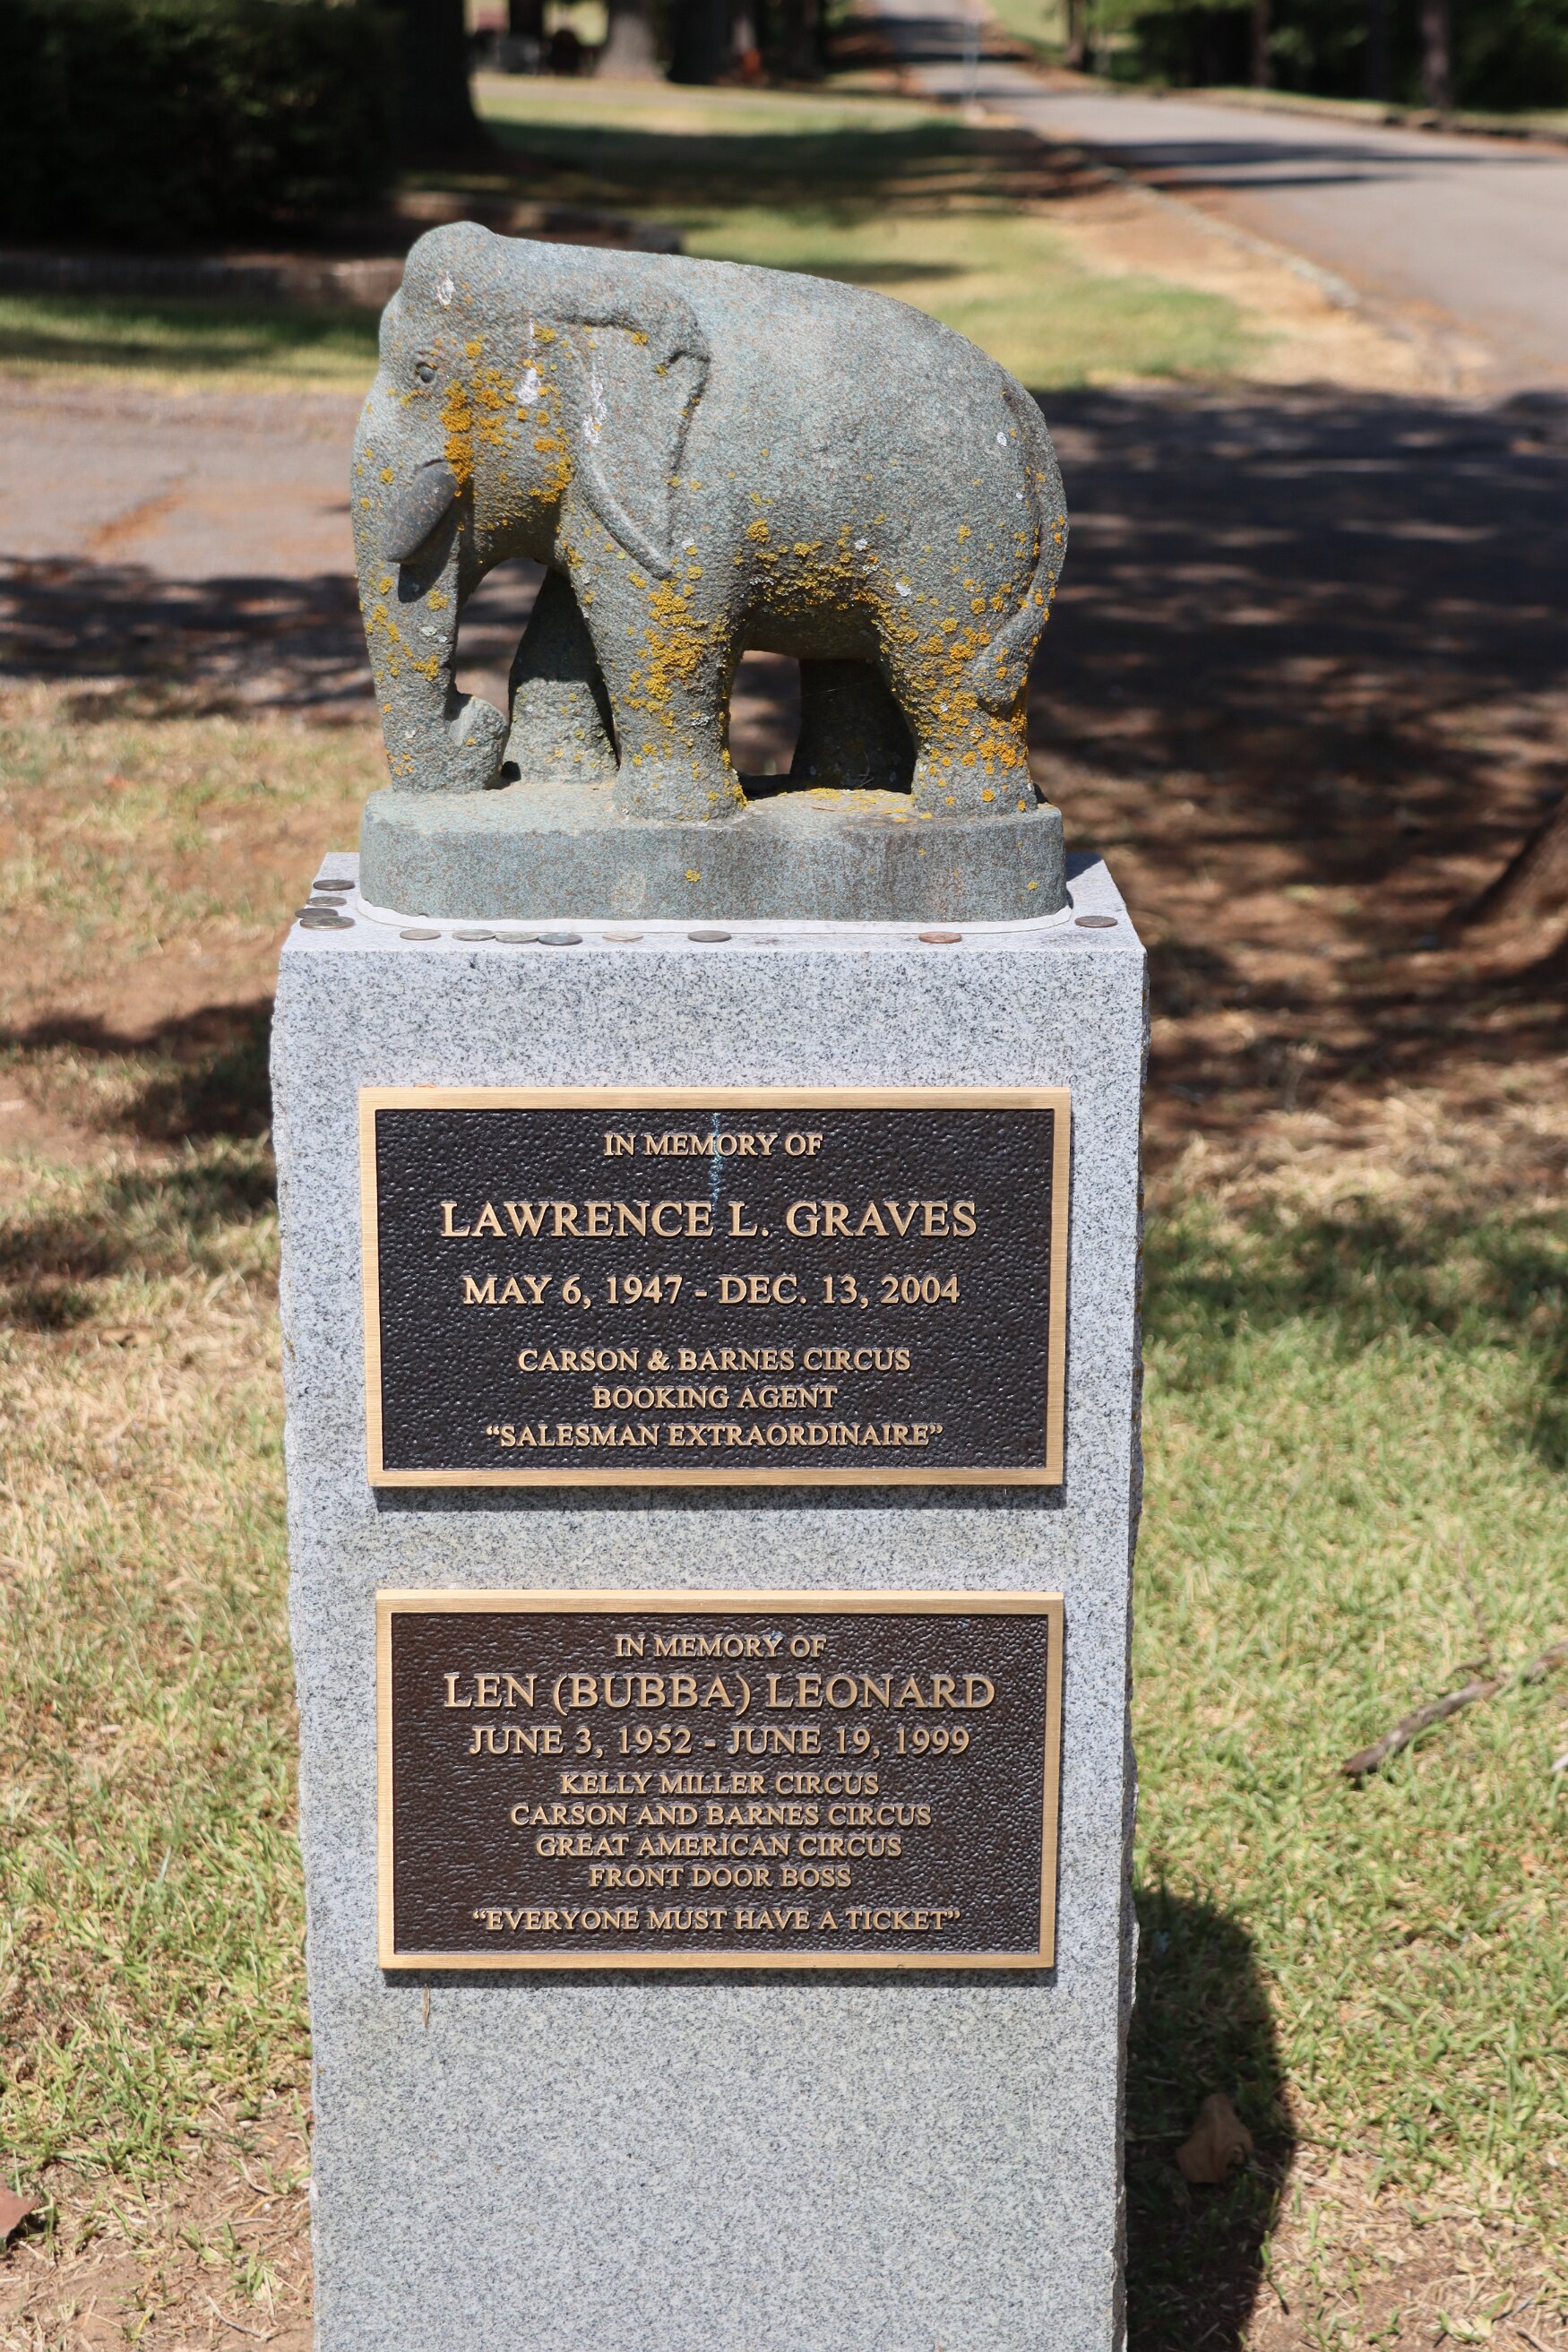 IN MEMORY OF
LAWRENCE L. GRAVES
MAY 6, 1947 - DEC. 13, 2004
CARSON & BARNES CIRCUS
BOOKING AGENT
“SALESMAN EXTRAORDINAIRE”
IN MEMORY OF
LEN (BUBBA) LEONARD
JUNE 3, 1952 - JUNE 19, 1999
KELLY MILLER CIRCUS
CARSON AND BARNES CIRCUS
GREAT AMERICAN CIRCUS
FRONT DOOR BOSS
“EVERYONE MUST HAVE A TICKET”